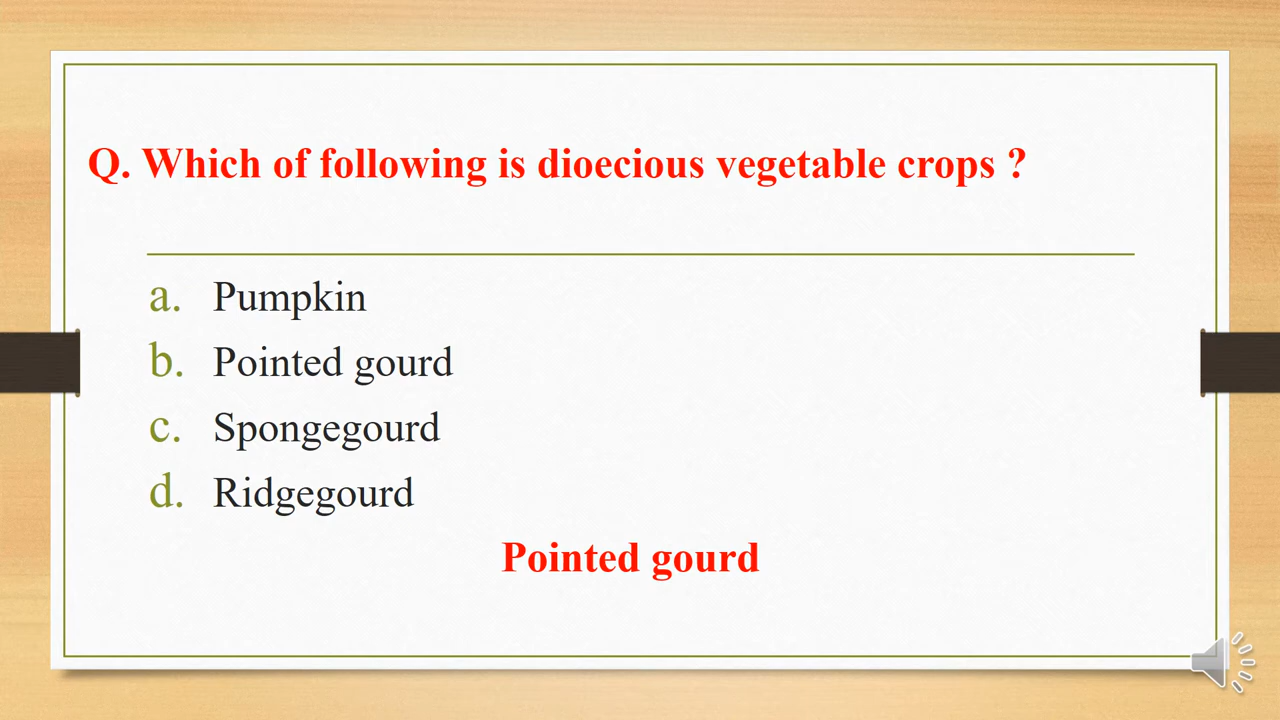 Q. Which of following is dioecious vegetable crops ?
a. Pumpkin
b. Pointed gourd
c. Spongegourd
d. Ridgegourd
Pointed gourd